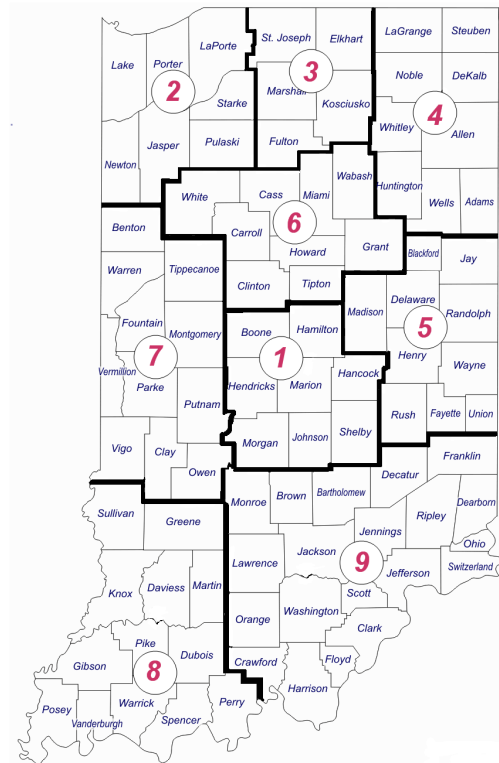 St. Joseph
Elkhart
LaGrange
Steuben
LaPorte
Lake
Porter
3
Noble
DeKalb
2
Marshall
Kosciusko
4
Starke
Whitley
Allen
Jasper
Pulaski
Fulton
Newton
Wabash
Huntington
White
Cass
Miami
Wells
Adams
6
Benton
Carroll
Howard
Grant
Blackford
Jay
Warren
Tippecanoe
Clinton
Tipton
Delaware
Madison
Randolph
Fountain
Boone
Hamilton
5
Montgomery
7
1
Henry
Wayne
Vermillion
Parke
Hendricks
Marion
Hancock
Putnam
Rush
Fayette
Union
Vigo
Clay
Morgan
Johnson
Shelby
Owen
Franklin
Decatur
Monroe
Brown
Bartholomew
Dearborn
Sullivan
Greene
Ripley
Jennings
Ohio
Lawrence
Jackson
9
Jefferson
Switzerland
Knox
Daviess
Martin
Scott
Washington
Orange
Clark
Pike
Dubois
Crawford
Floyd
Gibson
8
Harrison
Posey
Vanderburgh
Warrick
Spencer
Perry